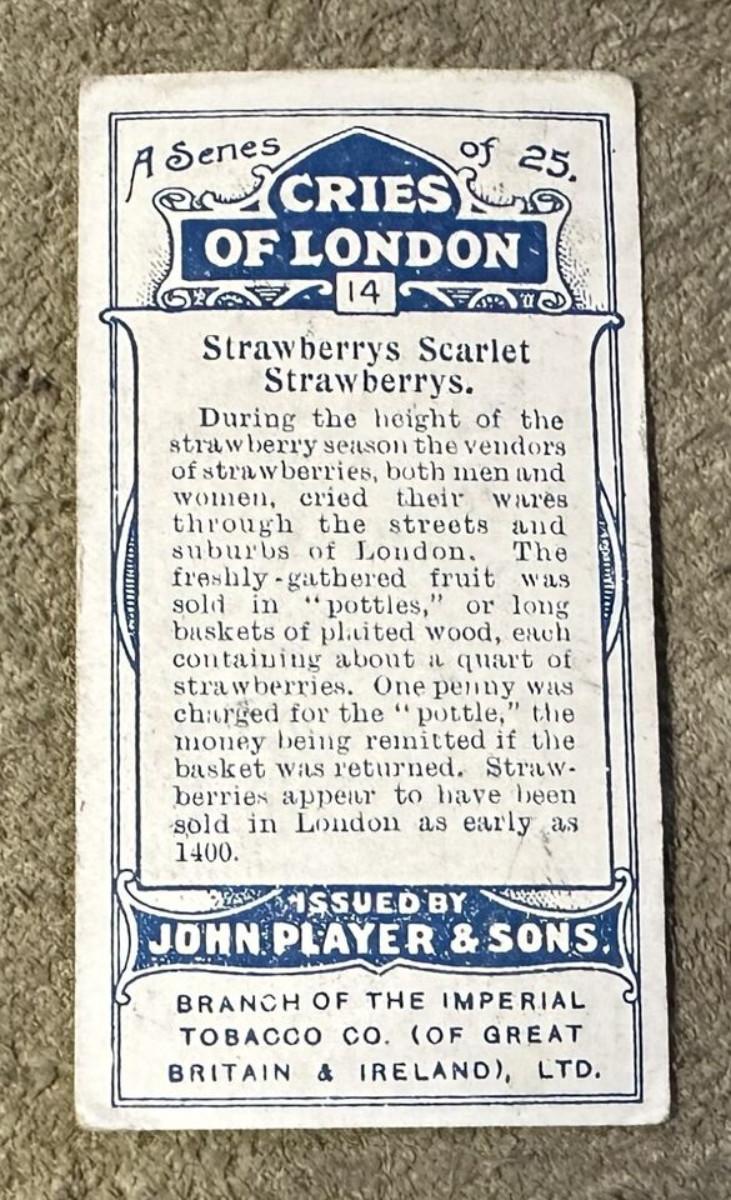 A Series of 25.
CRIES
OF LONDON
14
Strawberrys Scarlet
Strawberrys.
During the height of the
strawberry season the vendors
of strawberries, both men and
women, cried their wares
through the streets and
suburbs of London. The
freshly-gathered fruit was
sold in "pottles," or long
baskets of plaited wood, each
containing about a quart of
strawberries. One penny was
charged for the "pottle," the
money being remitted if the
basket was returned. Straw-
berries appear to have been
sold in London as early as
1400.
ISSUED BY
JOHN PLAYER & SONS.
BRANCH OF THE IMPERIAL
TOBACCO CO. (OF GREAT
BRITAIN & IRELAND), LTD.